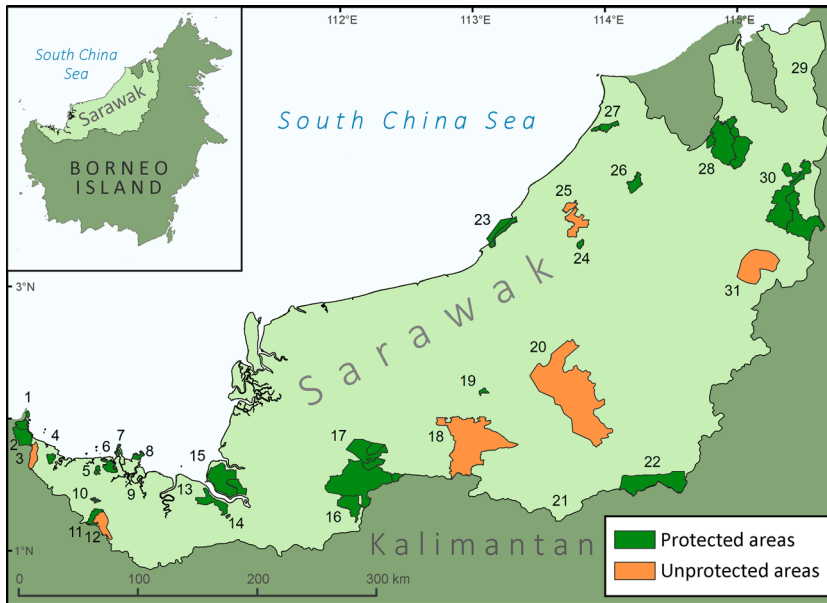 112°E
113°E
114°E
115°E
South China
Sea
Sarawak
BORNEO
ISLAND
South China Sea
29
27
28
26
30
25
23
24
31
3°N
Sarawak
20
19
1
18
17
2
4
7
6
8
15
3
5
9
10
13
22
16
14
21
11
12
1°N
Kalimantan
Protected areas
Unprotected areas
0
100
200
300 km